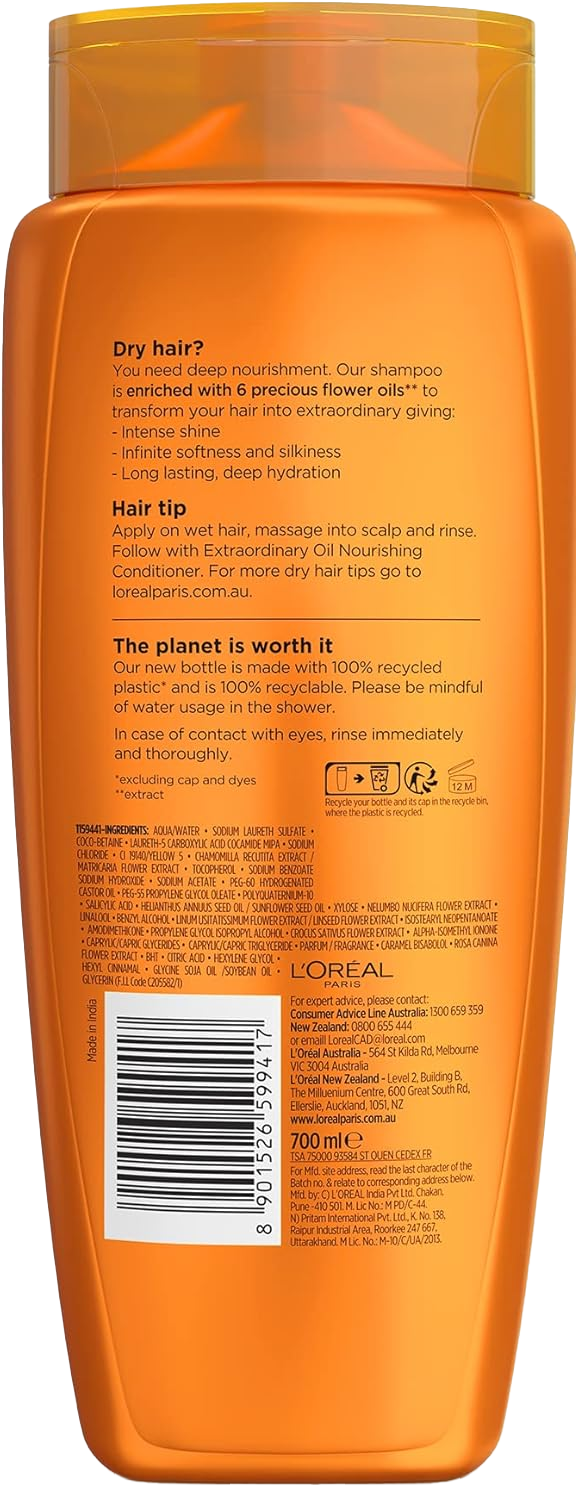 Dry hair?
You need deep nourishment. Our shampoo
is enriched with 6 precious flower oils** to
transform your hair into extraordinary giving:
- Intense shine
- Infinite softness and silkiness
- Long lasting, deep hydration
Hair tip
Apply on wet hair, massage into scalp and rinse.
Follow with Extraordinary Oil Nourishing
Conditioner. For more dry hair tips go to
lorealparis.com.au.
The planet is worth it
Our new bottle is made with 100% recycled
plastic* and is 100% recyclable. Please be mindful
of water usage in the shower.
In case of contact with eyes, rinse immediately
and thoroughly.
*excluding cap and dyes
**extract
12 M
Recycle your bottle and its cap in the recycle bin,
where the plastic is recycled.
1159441-INGREDIENTS: AQUA/WATER • SODIUM LAURETH SULFATE •
COCO-BETAINE • LAURETH-5 CARBOXYLIC ACID COCAMIDE MIPA • SODIUM
CHLORIDE • CI 19140/YELLOW 5 • CHAMOMILLA RECUTITA EXTRACT /
MATRICARIA FLOWER EXTRACT • TOCOPHEROL • SODIUM BENZOATE
SODIUM HYDROXIDE • SODIUM ACETATE • PEG-60 HYDROGENATED
CASTOR OIL • PEG-55 PROPYLENE GLYCOL OLEATE • POLYQUATERNIUM-10
• SALICYLIC ACID • HELIANTHUS ANNUUS SEED OIL / SUNFLOWER SEED OIL • XYLOSE • NELUMBO NUCIFERA FLOWER EXTRACT •
LINALOOL • BENZYL ALCOHOL • LINUM USITATISSIMUM FLOWER EXTRACT / LINSEED FLOWER EXTRACT • ISOSTEARYL NEOPENTANOATE
• AMODIMETHICONE • PROPYLENE GLYCOL ISOPROPYL ALCOHOL • CROCUS SATIVUS FLOWER EXTRACT • ALPHA-ISOMETHYL IONONE
• CAPRYLIC/CAPRIC GLYCERIDES • CAPRYLIC/CAPRIC TRIGLYCERIDE • PARFUM / FRAGRANCE • CARAMEL BISABOLOL • ROSA CANINA
FLOWER EXTRACT • BHT • CITRIC ACID • HEXYLENE GLYCOL •
HEXYL CINNAMAL • GLYCINE SOJA OIL /SOYBEAN OIL •
GLYCERIN (F.I.L Code C205582/1)
L'ORÉAL
PARIS
Made in India
8 901526 599417
For expert advice, please contact:
Consumer Advice Line Australia: 1300 659 359
New Zealand: 0800 655 444
or emaill LorealCAD@loreal.com
L'Oréal Australia - 564 St Kilda Rd, Melbourne
VIC 3004 Australia
L'Oréal New Zealand - Level 2, Building B,
The Milluenium Centre, 600 Great South Rd,
Ellerslie, Auckland, 1051, NZ
www.lorealparis.com.au
700 ml ℮
TSA 75000 93584 ST OUEN CEDEX FR
For Mfd. site address, read the last character of the
Batch no. & relate to corresponding address below.
Mfd. by: C) L'OREAL India Pvt Ltd. Chakan.
Pune -410 501. M. Lic No.: M PD/C-44.
N) Pritam International Pvt. Ltd., K. No. 138,
Raipur Industrial Area, Roorkee 247 667,
Uttarakhand. M Lic. No.: M-10/C/UA/2013.